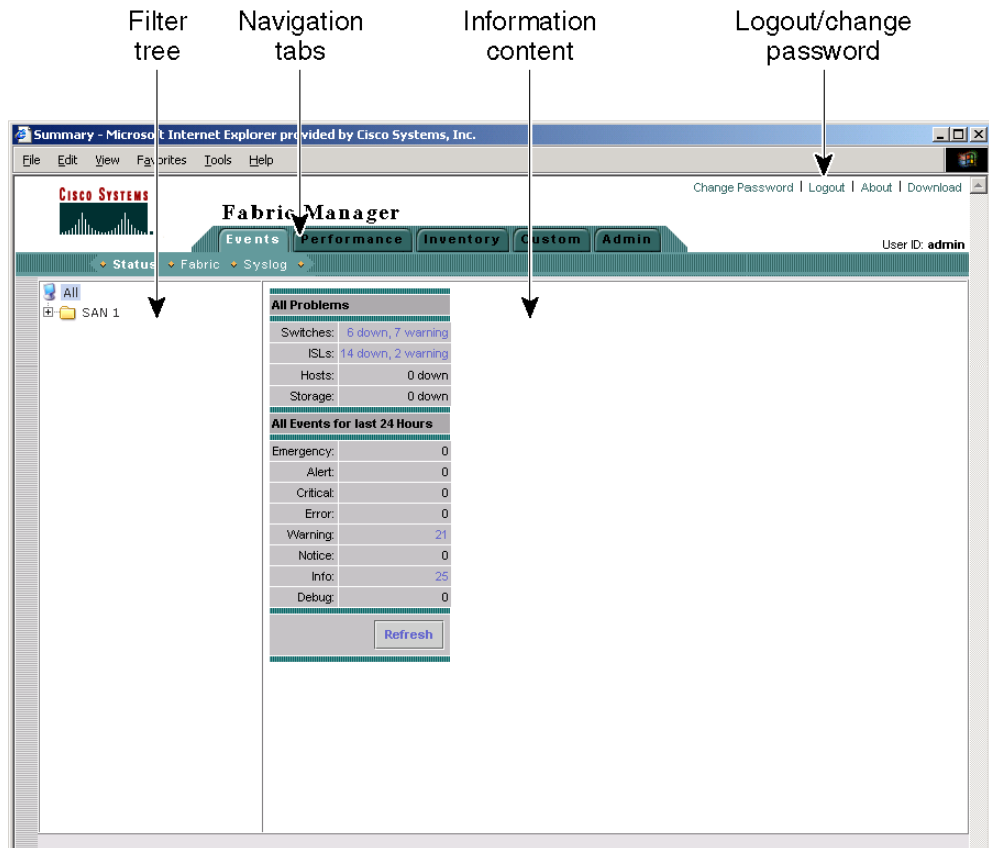 Filter tree
Navigation tabs
Information content
Logout/change password
Summary - Microsoft Internet Explorer provided by Cisco Systems, Inc.
File Edit View Favorites Tools Help
Change Password | Logout | About | Download
CISCO SYSTEMS
Fabric Manager
Events Performance Inventory Custom Admin
User ID: admin
Status Fabric Syslog
All
SAN 1
All Problems
Switches: 6 down, 7 warning
ISLs: 14 down, 2 warning
Hosts: 0 down
Storage: 0 down
All Events for last 24 Hours
Emergency: 0
Alert: 0
Critical: 0
Error: 0
Warning: 21
Notice: 0
Info: 25
Debug: 0
Refresh